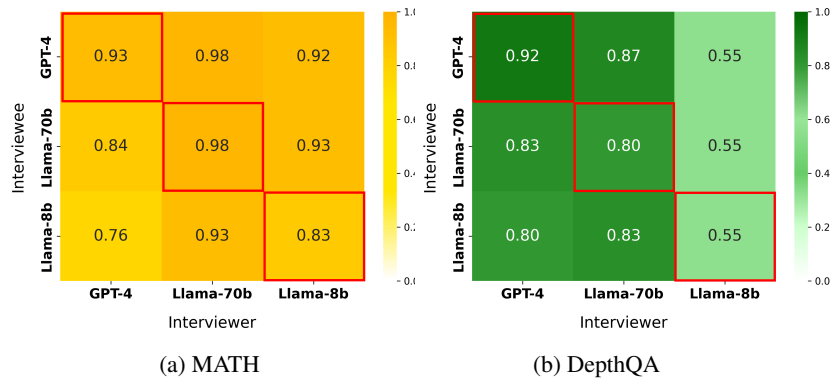 Interviewee
GPT-4
Llama-70b
Llama-8b
0.93 0.98 0.92
0.84 0.98 0.93
0.76 0.93 0.83
GPT-4 Llama-70b Llama-8b
Interviewer
1.0
0.0
(a) MATH
Interviewee
GPT-4
Llama-70b
Llama-8b
0.92 0.87 0.55
0.83 0.80 0.55
0.80 0.83 0.55
GPT-4 Llama-70b Llama-8b
Interviewer
1.0
0.8
0.6
0.4
0.2
0.0
(b) DepthQA